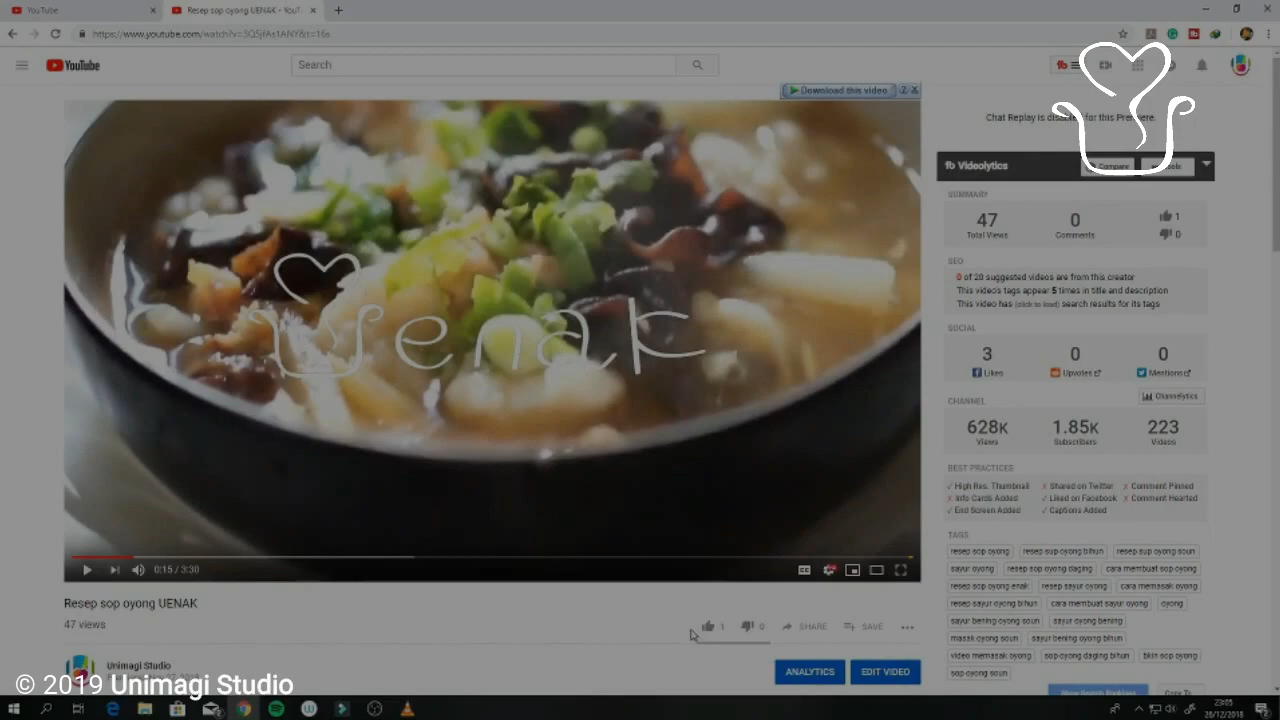 YouTube
Resep sop oyong UENAK - YouT
https://www.youtube.com/watch?v=3Q5jfAs1ANY&t=16s
YouTube
Search
Download this video
Chat Replay is for this Premiere.
Uenak
tb Videolytics
Compare
SUMMARY
47
0
1
Total Views
Comments
0
SEO
0 of 20 suggested videos are from this creator
This video's tags appear 5 times in title and description
This video has (click to load) search results for its tags
SOCIAL
3
0
0
Likes
Upvotes
Mentions
Channelytics
CHANNEL
628K
1.85K
223
Views
Subscribers
Videos
BEST PRACTICES
✓ High Res. Thumbnail
✗ Shared on Twitter
✗ Comment Pinned
✗ Info Cards Added
✓ Liked on Facebook
✗ Comment Hearted
✓ End Screen Added
✓ Captions Added
TAGS
resep sop oyong
resep sup oyong bihun
resep sup oyong soun
sayur oyong
resep sop oyong daging
cara membuat sop oyong
resep sop oyong enak
resep sayur oyong
cara memasak oyong
resep sayur oyong bihun
cara membuat sayur oyong
oyong
sayur bening oyong soun
sayur oyong bening
masak oyong soun
sayur bening oyong bihun
video memasak oyong
sop oyong daging bihun
bikin sop oyong
sop oyong soun
Copy To
0:15 / 3:30
Resep sop oyong UENAK
47 views
1
0
SHARE
SAVE
Unimagi Studio
ANALYTICS
EDIT VIDEO
© 2019 Unimagi Studio
23:05
28/12/2018